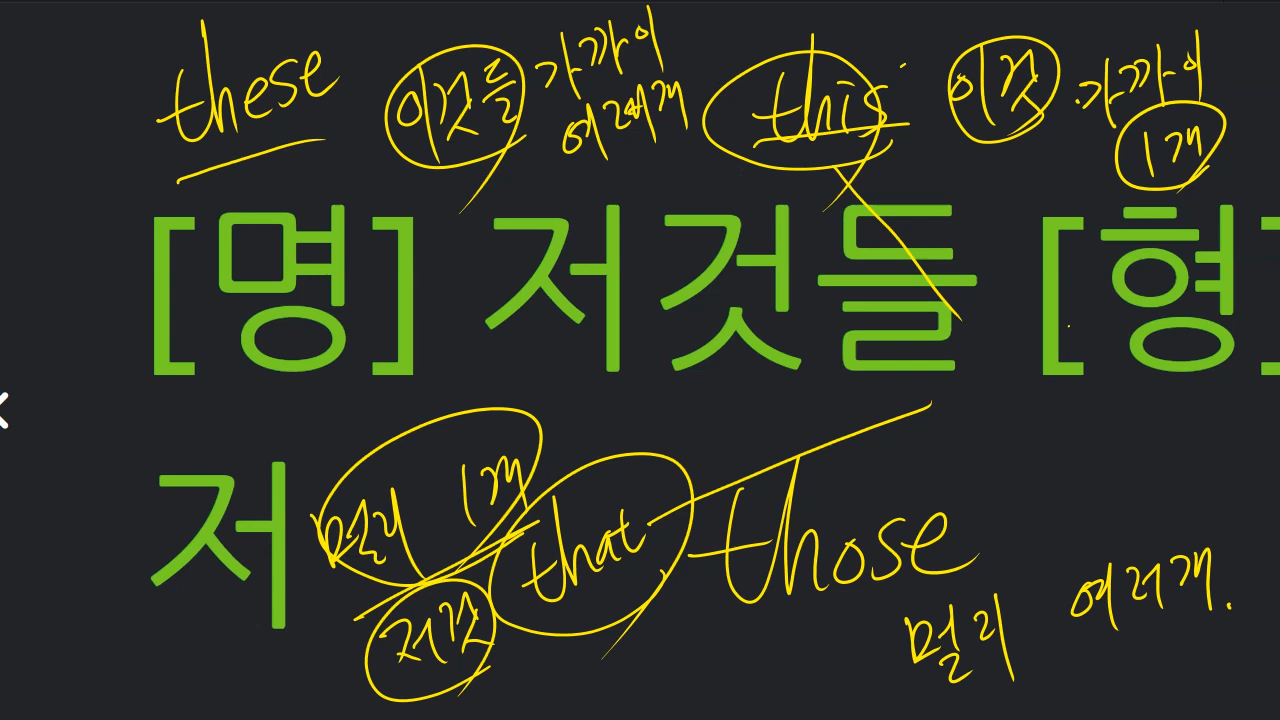 these 이것들 가까이 this 이것 가까이
여러개 1개
[명] 저것들 [형]
저 멀리 1개 that those
저것 멀리 여러개.